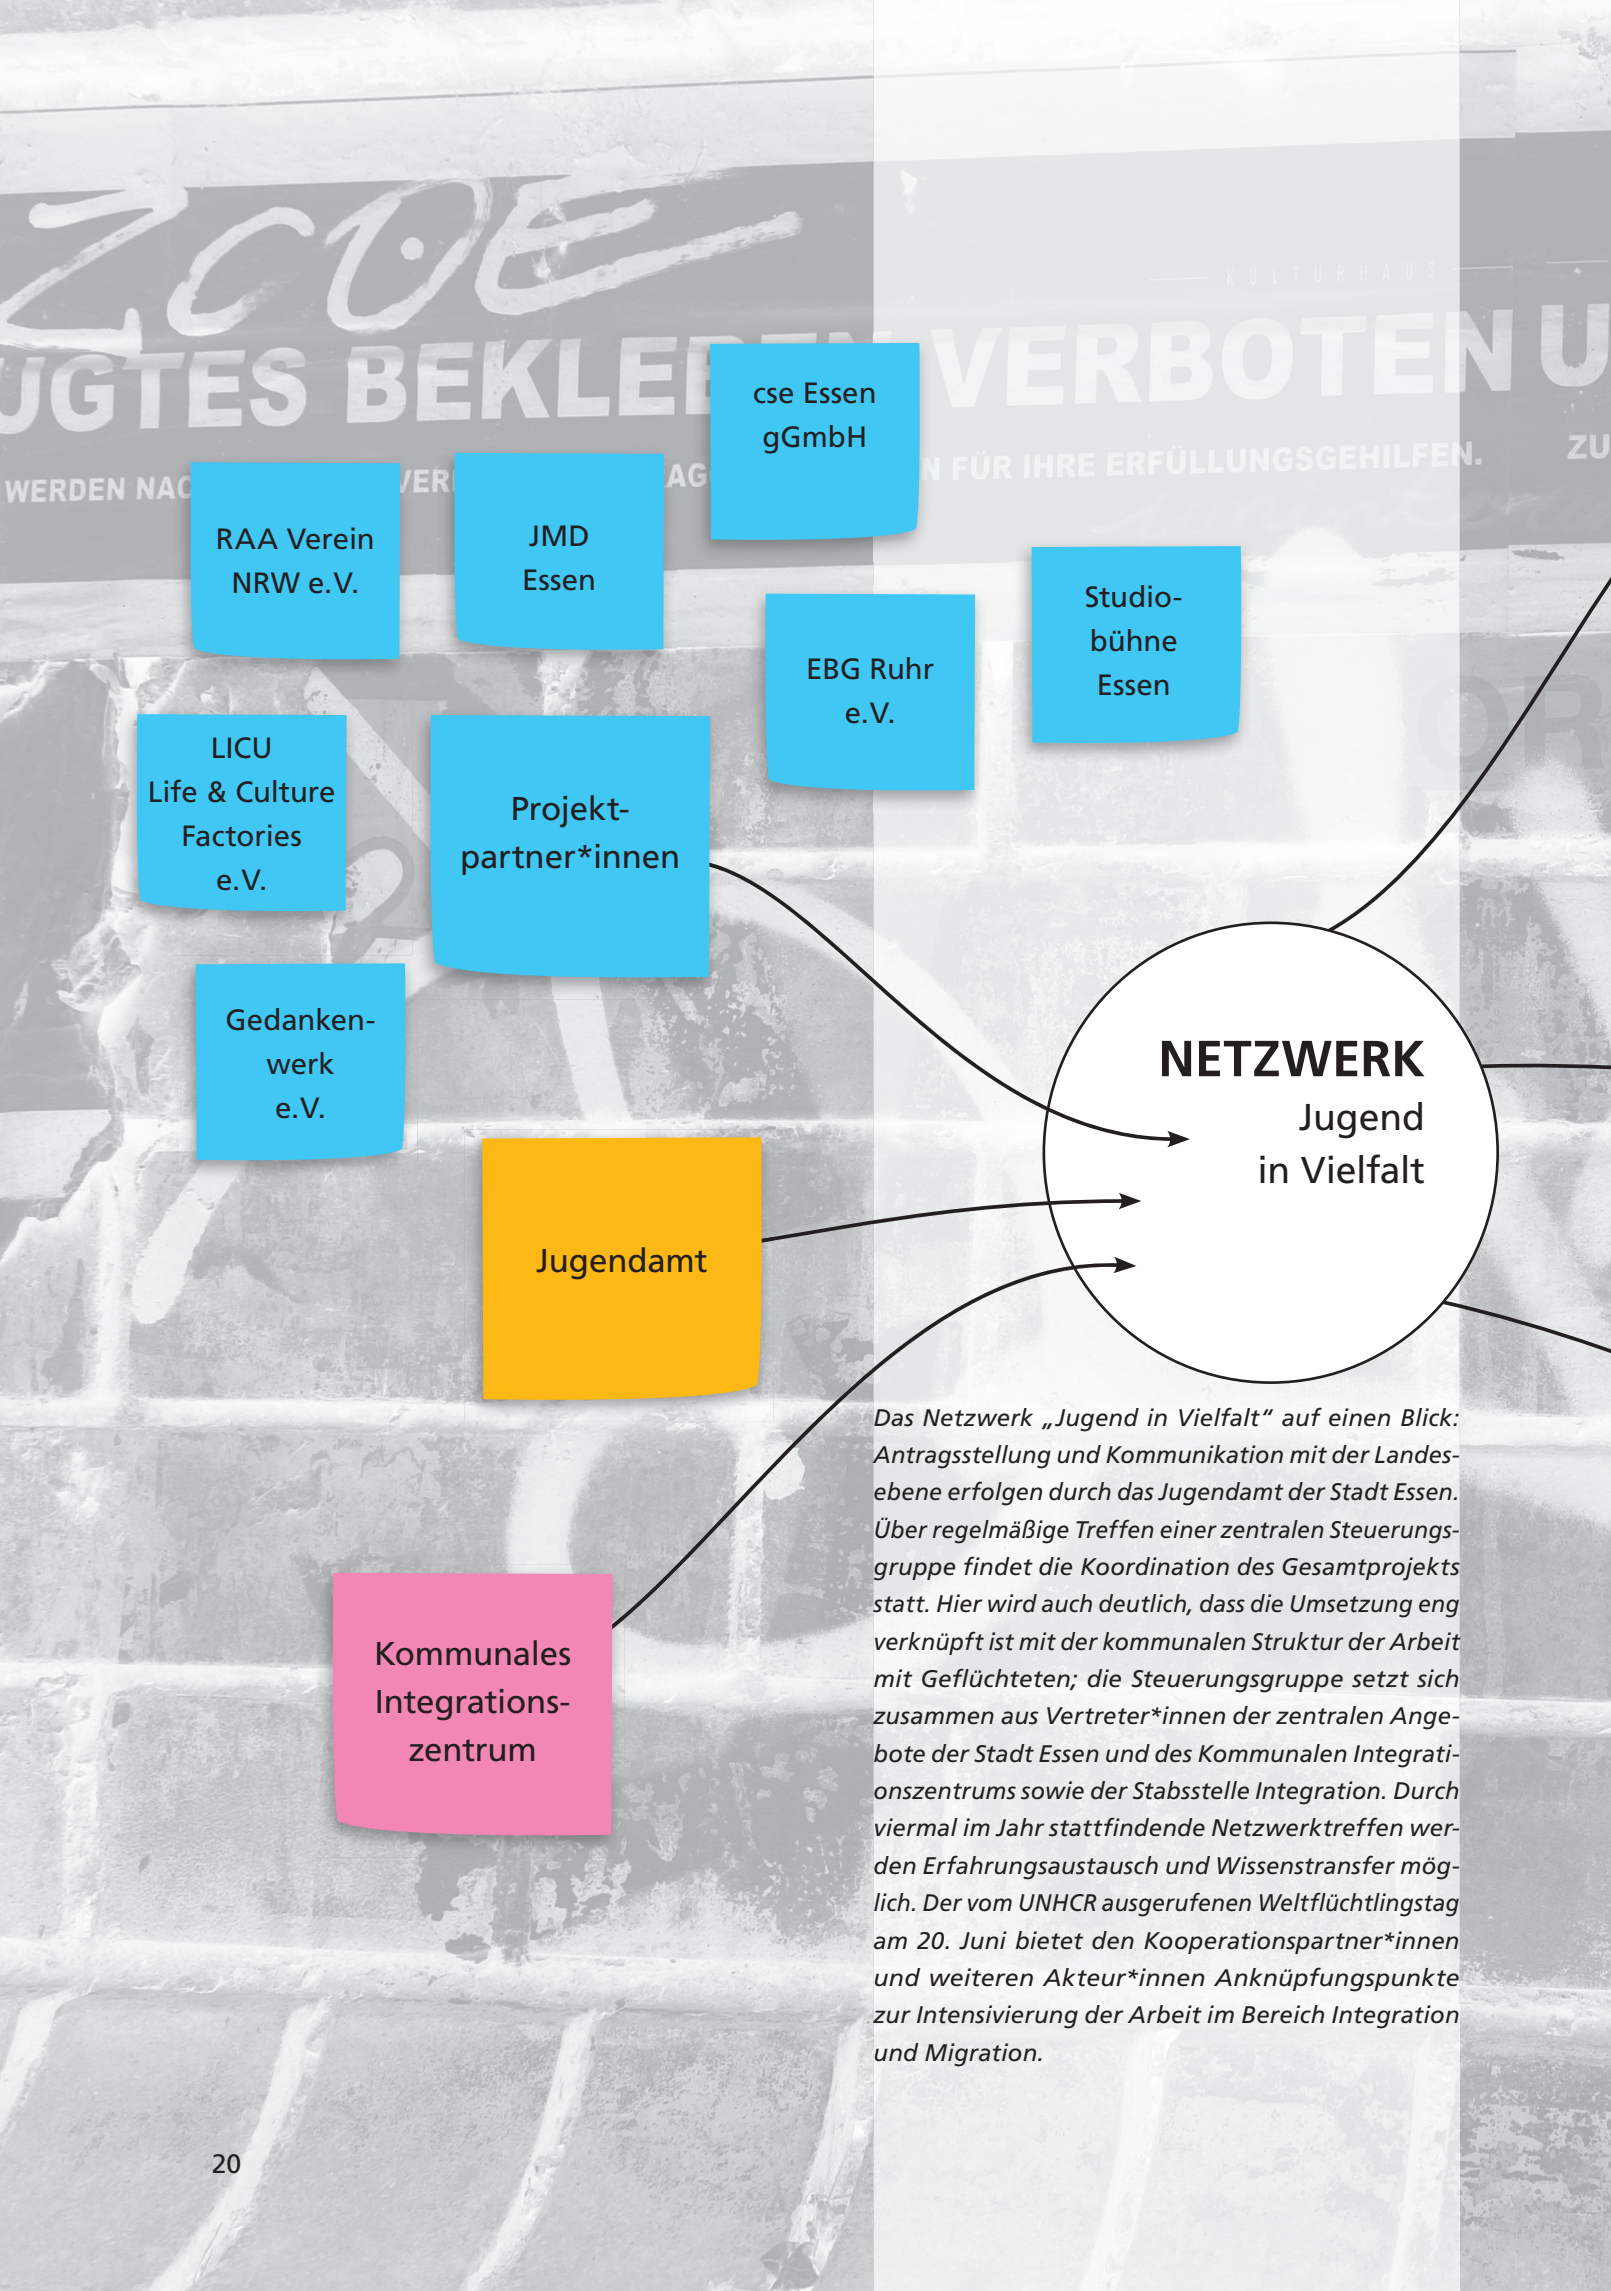 ZCOE
KULTURHAUS
BEKLE VERBOTEN
WERDEN FÜR IHRE ERFÜLLUNGSGEHILFEN.
cse Essen
gGmbH
RAA Verein
NRW e.V.
JMD
Essen
Studio-
bühne
Essen
EBG Ruhr
e.V.
LICU
Life & Culture
Factories
e.V.
Projekt-
partner*innen
Gedanken-
werk
e.V.
NETZWERK
Jugend
in Vielfalt
Jugendamt
Kommunales
Integrations-
zentrum
Das Netzwerk „Jugend in Vielfalt“ auf einen Blick:
Antragsstellung und Kommunikation mit der Landes-
ebene erfolgen durch das Jugendamt der Stadt Essen.
Über regelmäßige Treffen einer zentralen Steuerungs-
gruppe findet die Koordination des Gesamtprojekts
statt. Hier wird auch deutlich, dass die Umsetzung eng
verknüpft ist mit der kommunalen Struktur der Arbeit
mit Geflüchteten; die Steuerungsgruppe setzt sich
zusammen aus Vertreter*innen der zentralen Ange-
bote der Stadt Essen und des Kommunalen Integrati-
onszentrums sowie der Stabsstelle Integration. Durch
viermal im Jahr stattfindende Netzwerktreffen wer-
den Erfahrungsaustausch und Wissenstransfer mög-
lich. Der vom UNHCR ausgerufenen Weltflüchtlingstag
am 20. Juni bietet den Kooperationspartner*innen
und weiteren Akteur*innen Anknüpfungspunkte
zur Intensivierung der Arbeit im Bereich Integration
und Migration.
20